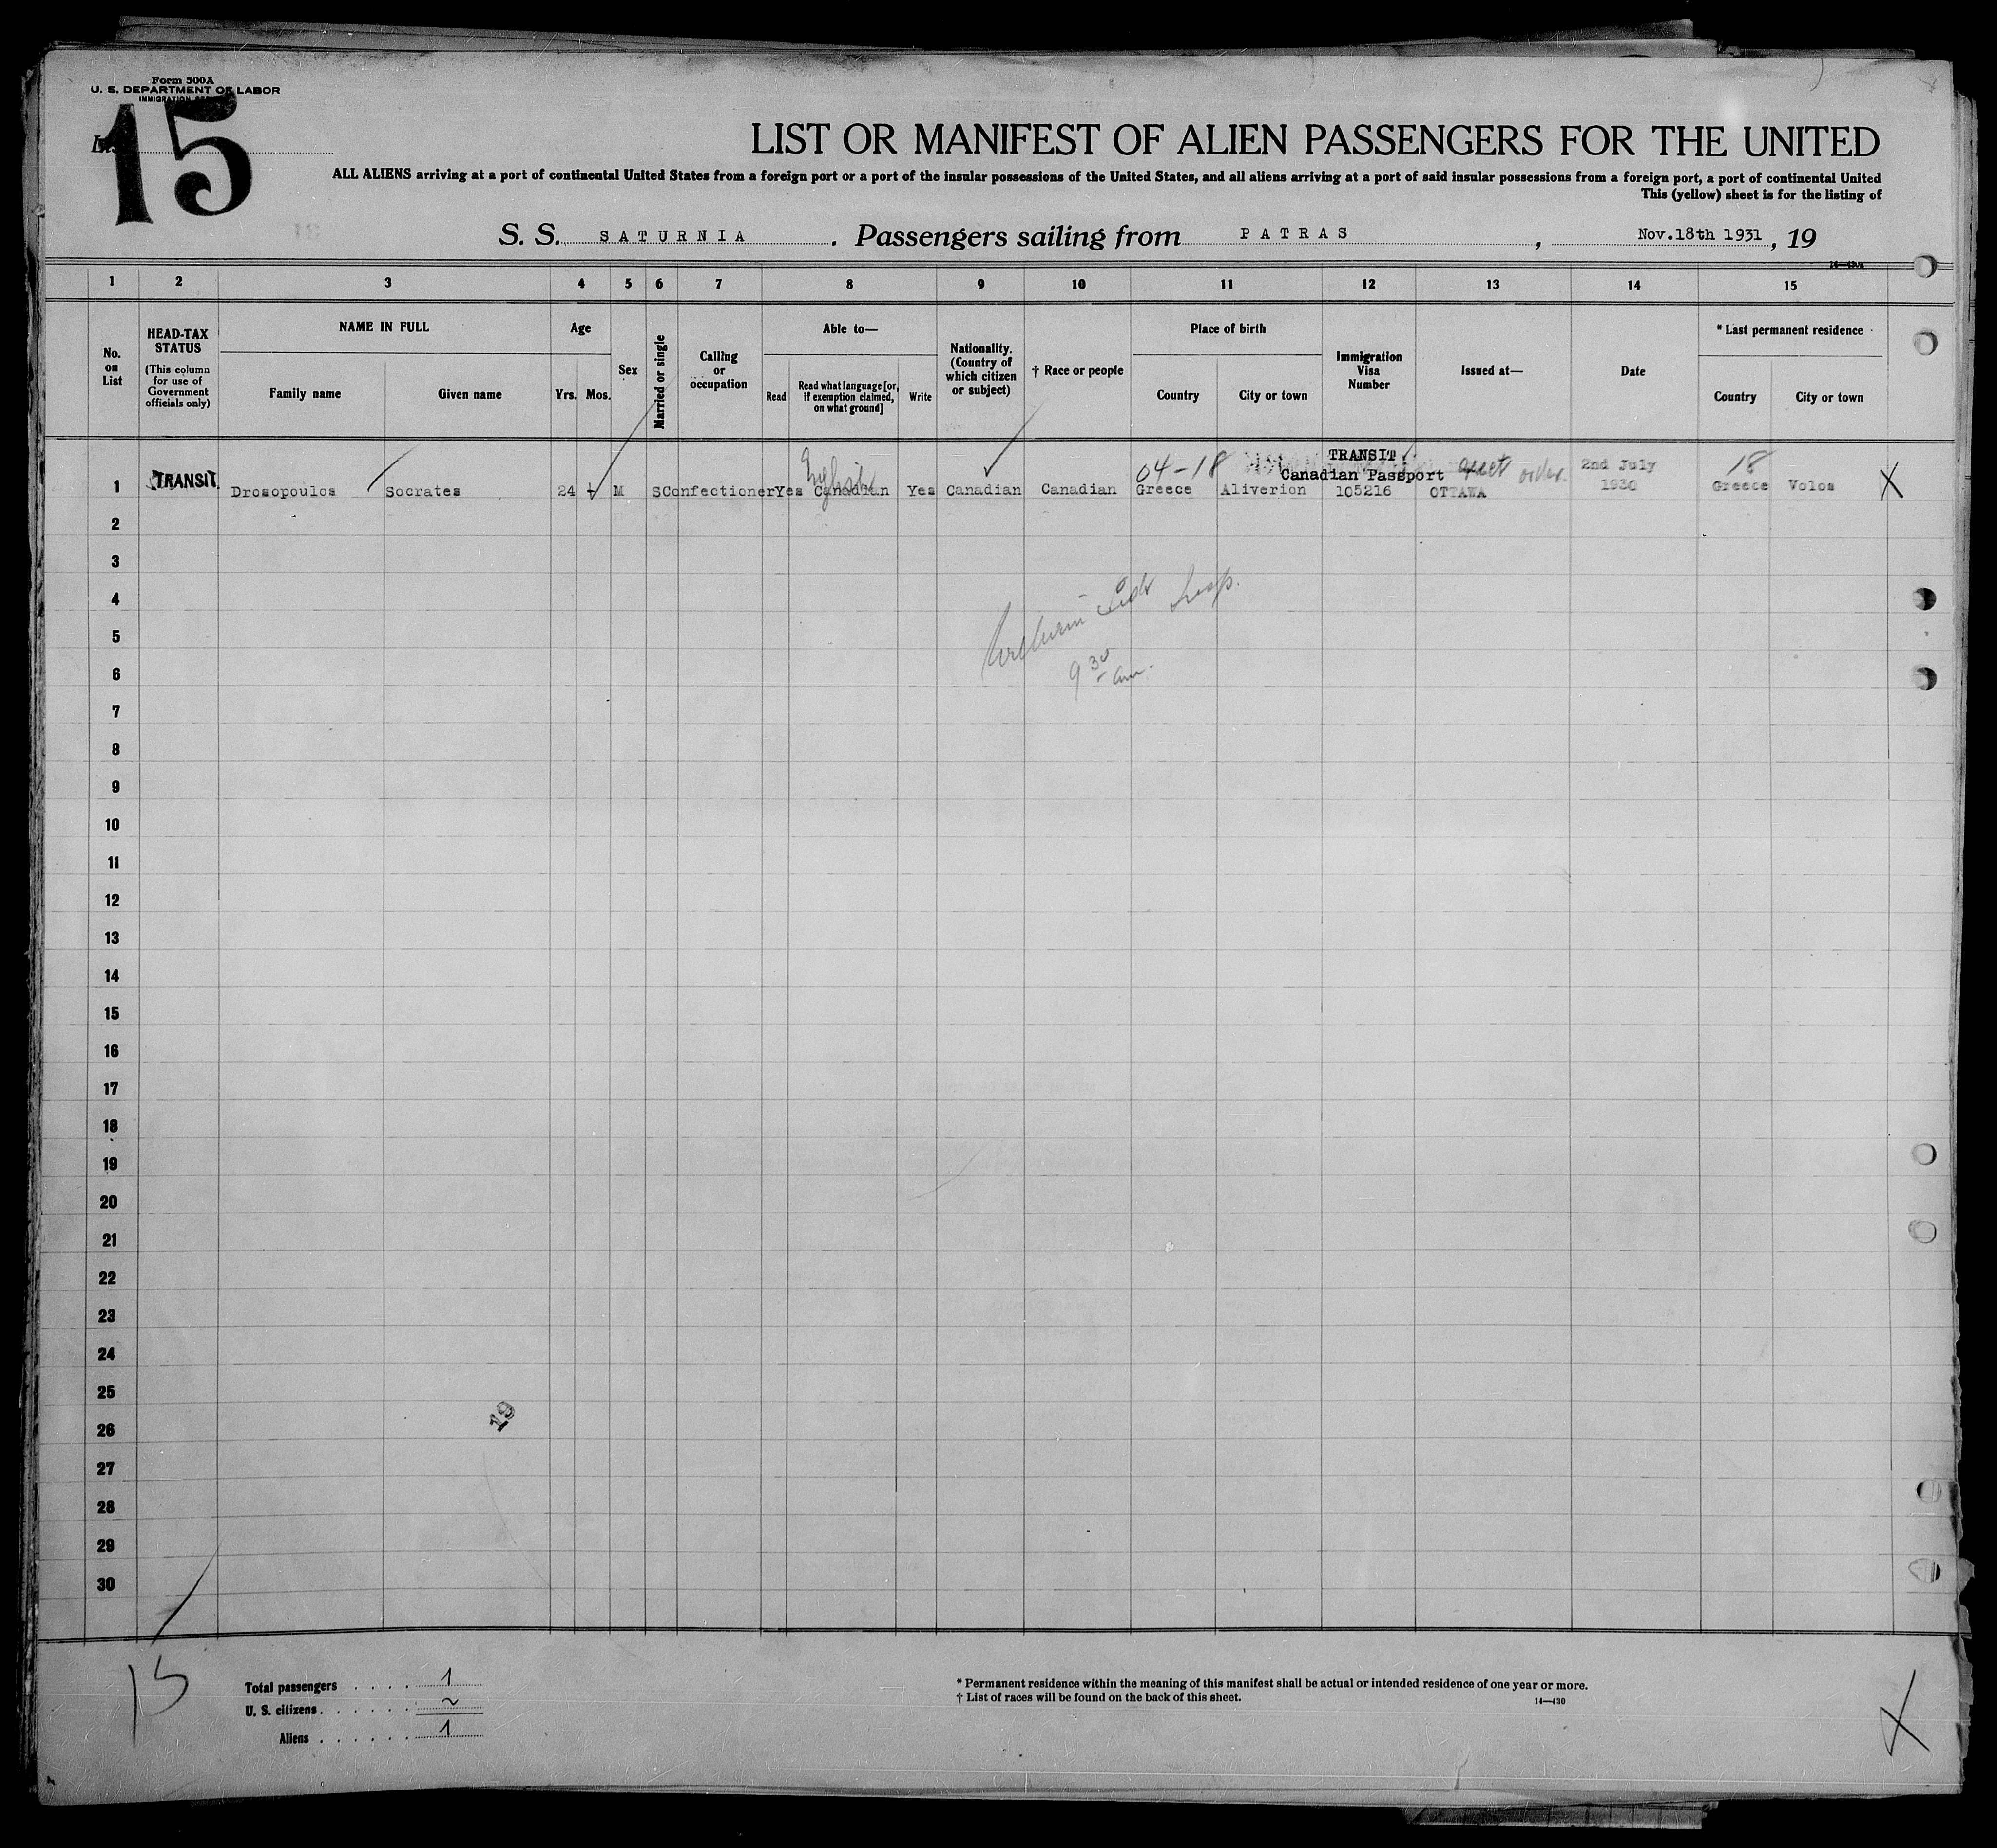 Form 500A
U. S. DEPARTMENT OF LABOR
IMMIGRATION
15
LIST OR MANIFEST OF ALIEN PASSENGERS FOR THE UNITED
ALL ALIENS arriving at a port of continental United States from a foreign port or a port of the insular possessions of the United States, and all aliens arriving at a port of said insular possessions from a foreign port, a port of continental United
This (yellow) sheet is for the listing of
S. S. SATURNIA . Passengers sailing from PATRAS , Nov.18th 1931 , 19
1 2 3 4 5 6 7 8 9 10 11 12 13 14 15
No. on List
HEAD-TAX STATUS (This column for use of Government officials only)
NAME IN FULL
Family name
Given name
Age
Yrs. Mos.
Sex
Married or single
Calling or occupation
Able to—
Read
Read what language [or, if exemption claimed, on what ground]
Write
Nationality. (Country of which citizen or subject)
† Race or people
Place of birth
Country
City or town
Immigration Visa Number
Issued at—
Date
* Last permanent residence
Country
City or town
English 04-18 TRANSIT order. 2nd July 18
Canadian Passport
1 TRANSIT Drosopoulos Socrates 24 M S Confectioner Yes Canadian Yes Canadian Canadian Greece Aliverion 105216 OTTAWA 1930 Greece Volos X
2
3
4
5
6
9 30 am.
7
8
9
10
11
12
13
14
15
16
17
18
19
20
21
22
23
24
25
19
26
27
28
29
30
15
Total passengers . . . . 1
U. S. citizens . . . . . . ~
Aliens . . . . . . 1
* Permanent residence within the meaning of this manifest shall be actual or intended residence of one year or more.
† List of races will be found on the back of this sheet. 14—430
X